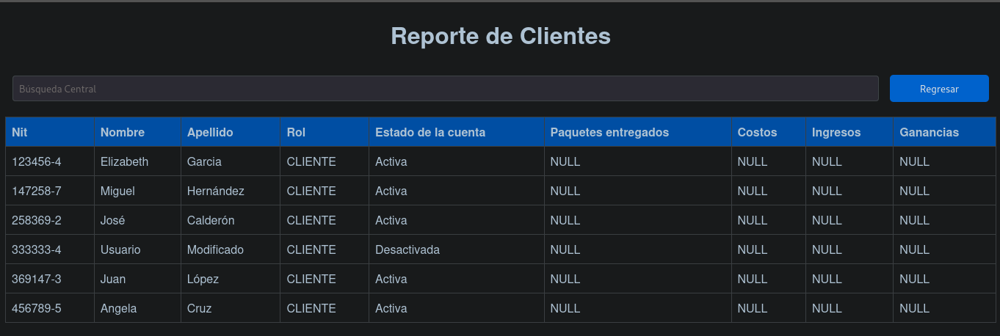 Reporte de Clientes
Búsqueda Central
Regresar
Nit Nombre Apellido Rol Estado de la cuenta Paquetes entregados Costos Ingresos Ganancias
123456-4 Elizabeth Garcia CLIENTE Activa NULL NULL NULL NULL
147258-7 Miguel Hernández CLIENTE Activa NULL NULL NULL NULL
258369-2 José Calderón CLIENTE Activa NULL NULL NULL NULL
333333-4 Usuario Modificado CLIENTE Desactivada NULL NULL NULL NULL
369147-3 Juan López CLIENTE Activa NULL NULL NULL NULL
456789-5 Angela Cruz CLIENTE Activa NULL NULL NULL NULL